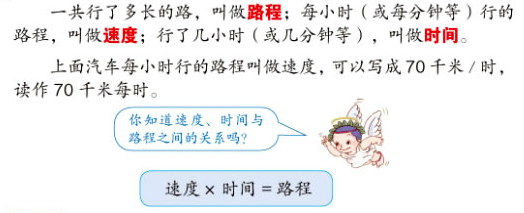 一共行了多长的路，叫做路程；每小时（或每分钟等）行的
路程，叫做速度；行了几小时（或几分钟等），叫做时间。
上面汽车每小时行的路程叫做速度，可以写成70千米/时，
读作70千米每时。
你知道速度、时间与
路程之间的关系吗？
速度×时间=路程